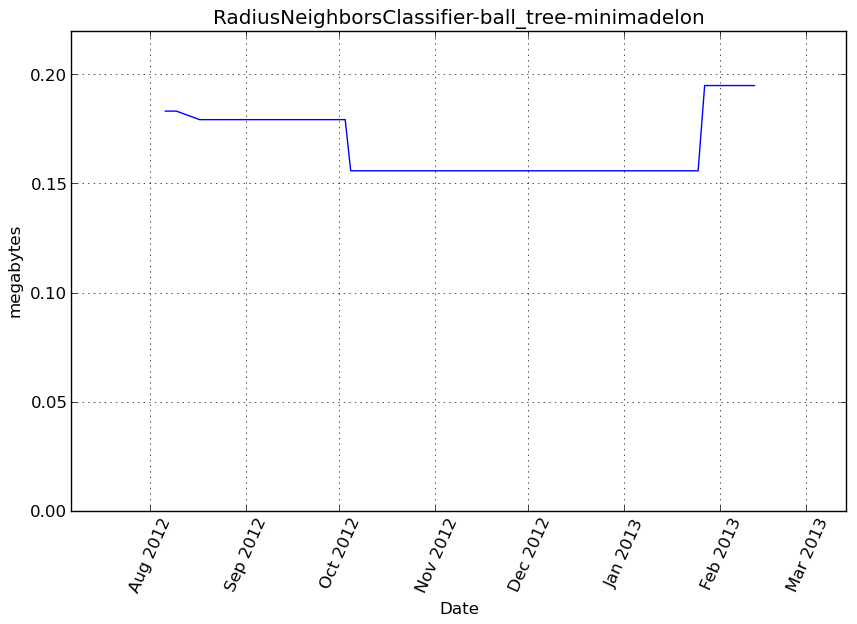 RadiusNeighborsClassifier-ball_tree-minimadelon
0.20
0.15
0.10
0.05
0.00
megabytes
Aug 2012
Sep 2012
Oct 2012
Nov 2012
Dec 2012
Jan 2013
Feb 2013
Mar 2013
Date